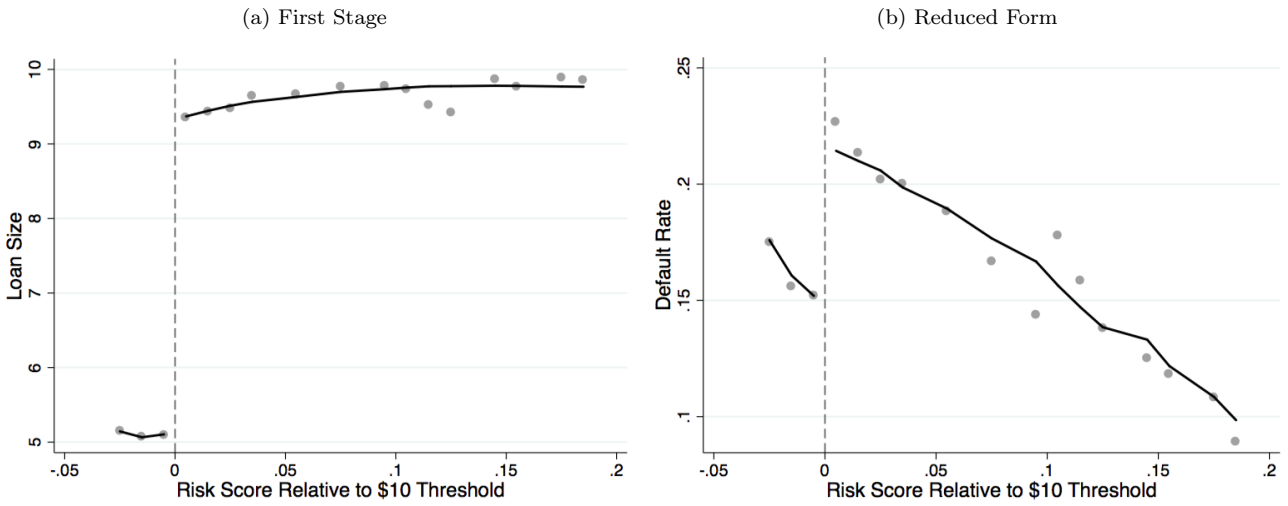 (a) First Stage
Loan Size
10
9
8
7
6
5
-.05 0 .05 .1 .15 .2
Risk Score Relative to $10 Threshold
(b) Reduced Form
Default Rate
.25
.2
.15
.1
-.05 0 .05 .1 .15 .2
Risk Score Relative to $10 Threshold